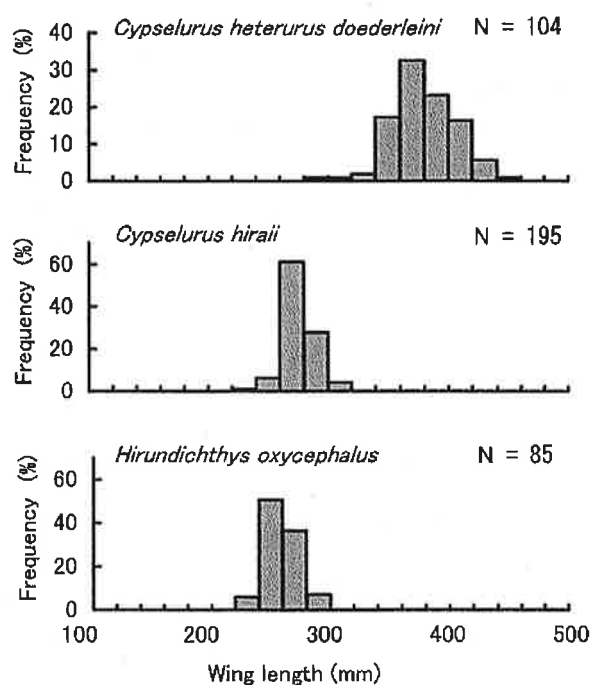 Cypselurus heterurus doederleini N = 104
Frequency (%)
40
30
20
10
0
Cypselurus hiraii N = 195
Frequency (%)
60
40
20
0
Hirundichthys oxycephalus N = 85
Frequency (%)
60
40
20
0
100 200 300 400 500
Wing length (mm)